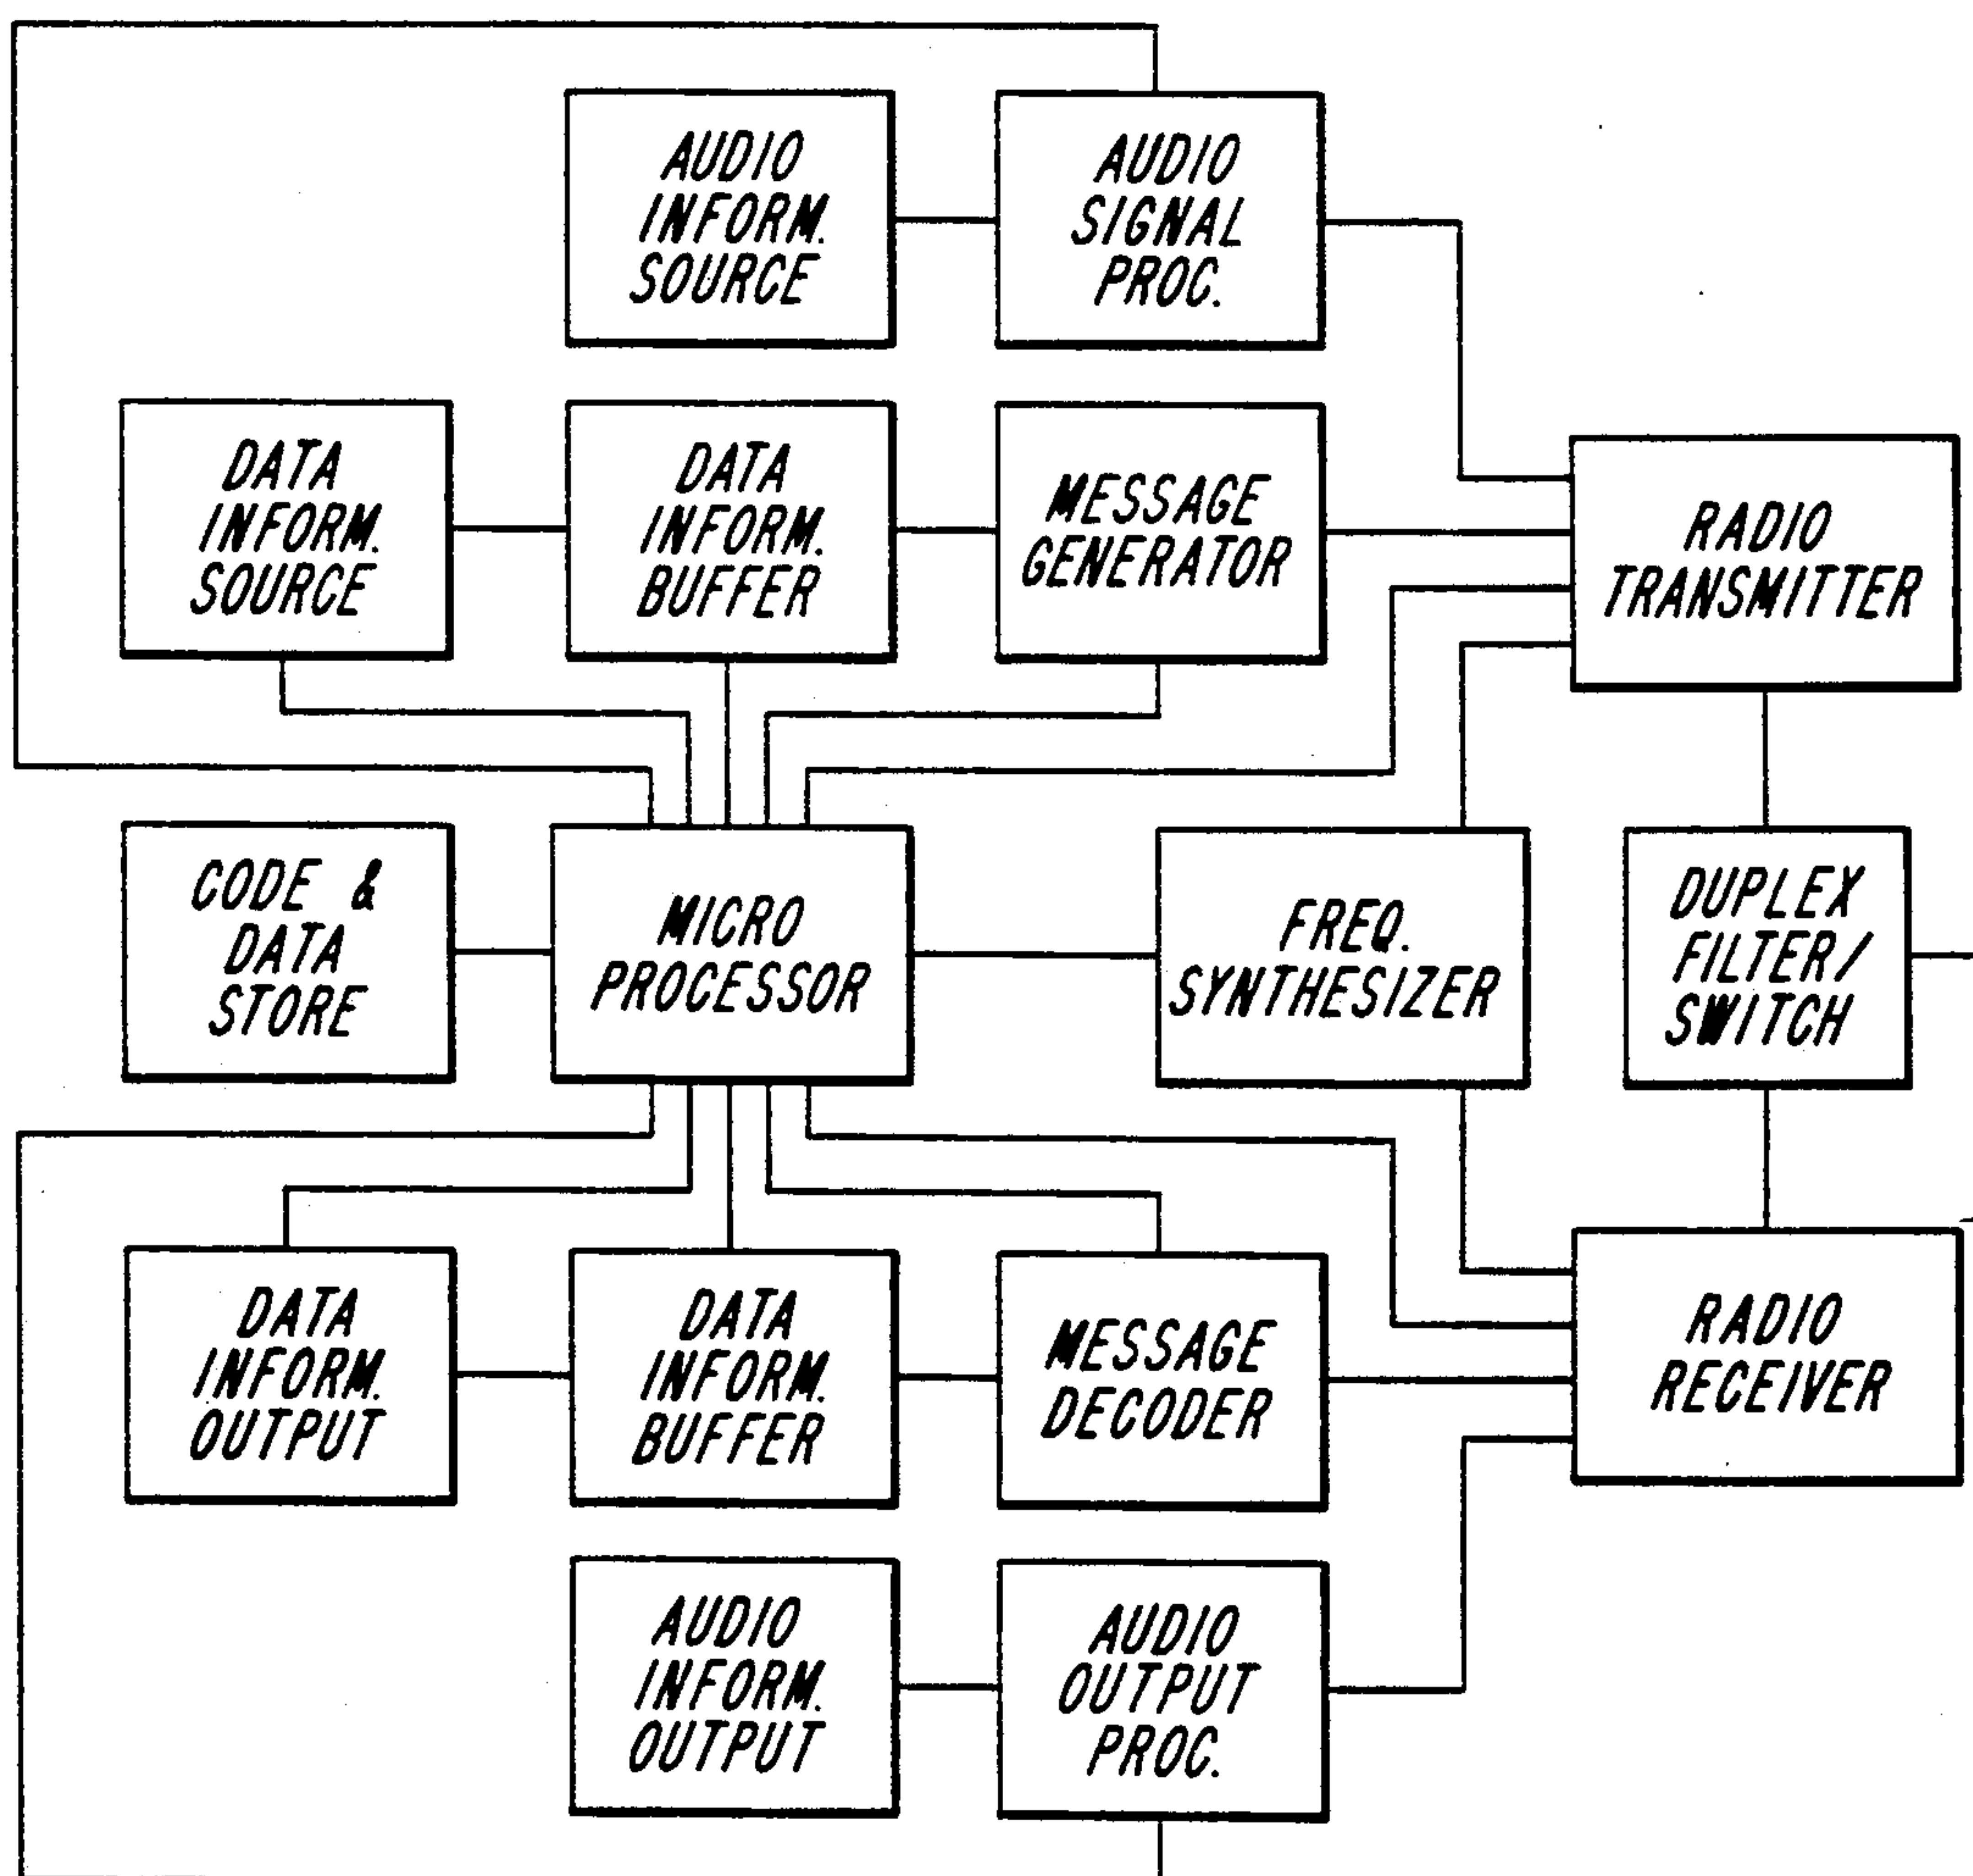 AUDIO
INFORM.
SOURCE
AUDIO
SIGNAL
PROC.
DATA
INFORM.
SOURCE
DATA
INFORM.
BUFFER
MESSAGE
GENERATOR
RADIO
TRANSMITTER
CODE &
DATA
STORE
MICRO
PROCESSOR
FREQ.
SYNTHESIZER
DUPLEX
FILTER/
SWITCH
DATA
INFORM.
OUTPUT
DATA
INFORM.
BUFFER
MESSAGE
DECODER
RADIO
RECEIVER
AUDIO
INFORM.
OUTPUT
AUDIO
OUTPUT
PROC.